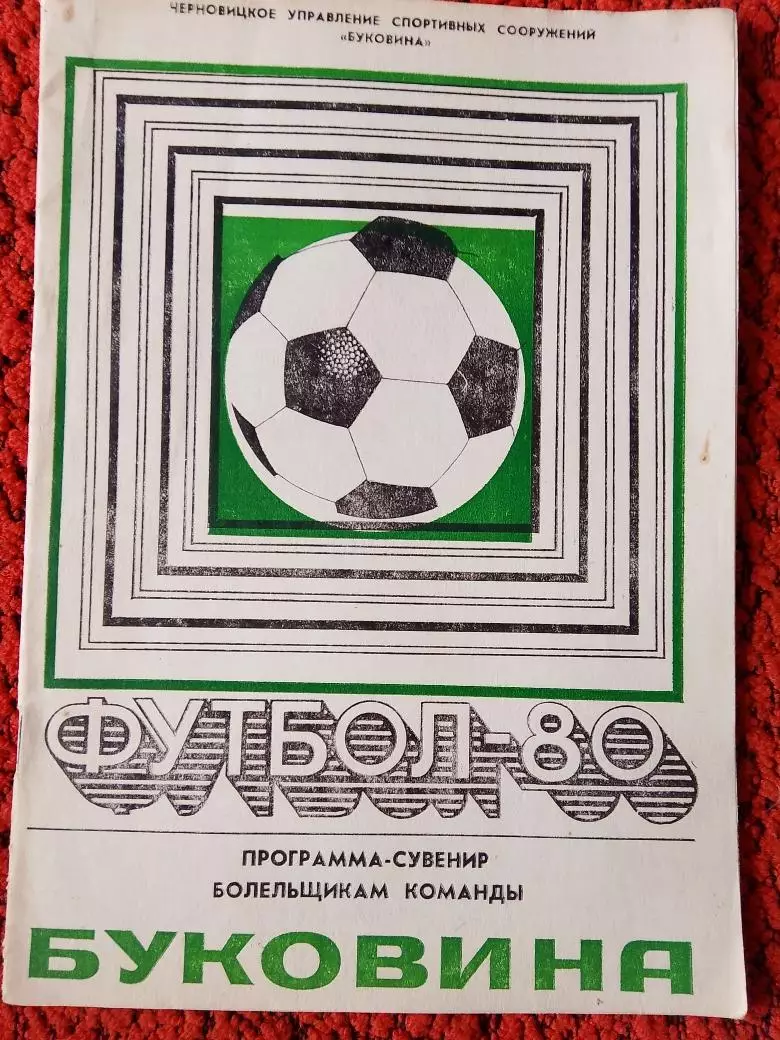 ЧЕРНОВИЦКОЕ УПРАВЛЕНИЕ СПОРТИВНЫХ СООРУЖЕНИЙ
«БУКОВИНА»
ФУТБОЛ-80
ПРОГРАММА-СУВЕНИР
БОЛЕЛЬЩИКАМ КОМАНДЫ
БУКОВИНА